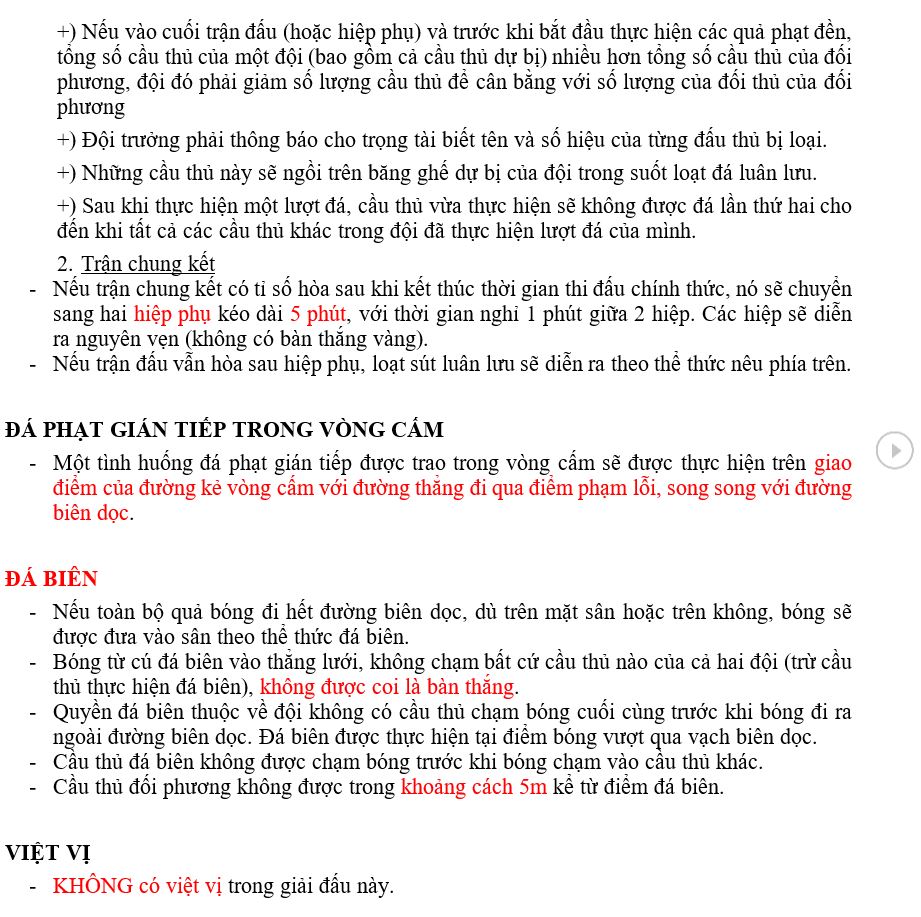 +) Nếu vào cuối trận đấu (hoặc hiệp phụ) và trước khi bắt đầu thực hiện các quả phạt đền,
tổng số cầu thủ của một đội (bao gồm cả cầu thủ dự bị) nhiều hơn tổng số cầu thủ của đối
phương, đội đó phải giảm số lượng cầu thủ để cân bằng với số lượng của đối thủ của đối
phương
+) Đội trưởng phải thông báo cho trọng tài biết tên và số hiệu của từng đấu thủ bị loại.
+) Những cầu thủ này sẽ ngồi trên băng ghế dự bị của đội trong suốt loạt đá luân lưu.
+) Sau khi thực hiện một lượt đá, cầu thủ vừa thực hiện sẽ không được đá lần thứ hai cho
đến khi tất cả các cầu thủ khác trong đội đã thực hiện lượt đá của mình.
2. Trận chung kết
- Nếu trận chung kết có tỉ số hòa sau khi kết thúc thời gian thi đấu chính thức, nó sẽ chuyển
sang hai hiệp phụ kéo dài 5 phút, với thời gian nghỉ 1 phút giữa 2 hiệp. Các hiệp sẽ diễn
ra nguyên vẹn (không có bàn thắng vàng).
- Nếu trận đấu vẫn hòa sau hiệp phụ, loạt sút luân lưu sẽ diễn ra theo thể thức nêu phía trên.
ĐÁ PHẠT GIÁN TIẾP TRONG VÒNG CẤM
- Một tình huống đá phạt gián tiếp được trao trong vòng cấm sẽ được thực hiện trên giao
điểm của đường kẻ vòng cấm với đường thẳng đi qua điểm phạm lỗi, song song với đường
biên dọc.
ĐÁ BIÊN
- Nếu toàn bộ quả bóng đi hết đường biên dọc, dù trên mặt sân hoặc trên không, bóng sẽ
được đưa vào sân theo thể thức đá biên.
- Bóng từ cú đá biên vào thẳng lưới, không chạm bất cứ cầu thủ nào của cả hai đội (trừ cầu
thủ thực hiện đá biên), không được coi là bàn thắng.
- Quyền đá biên thuộc về đội không có cầu thủ chạm bóng cuối cùng trước khi bóng đi ra
ngoài đường biên dọc. Đá biên được thực hiện tại điểm bóng vượt qua vạch biên dọc.
- Cầu thủ đá biên không được chạm bóng trước khi bóng chạm vào cầu thủ khác.
- Cầu thủ đối phương không được trong khoảng cách 5m kể từ điểm đá biên.
VIỆT VỊ
- KHÔNG có việt vị trong giải đấu này.